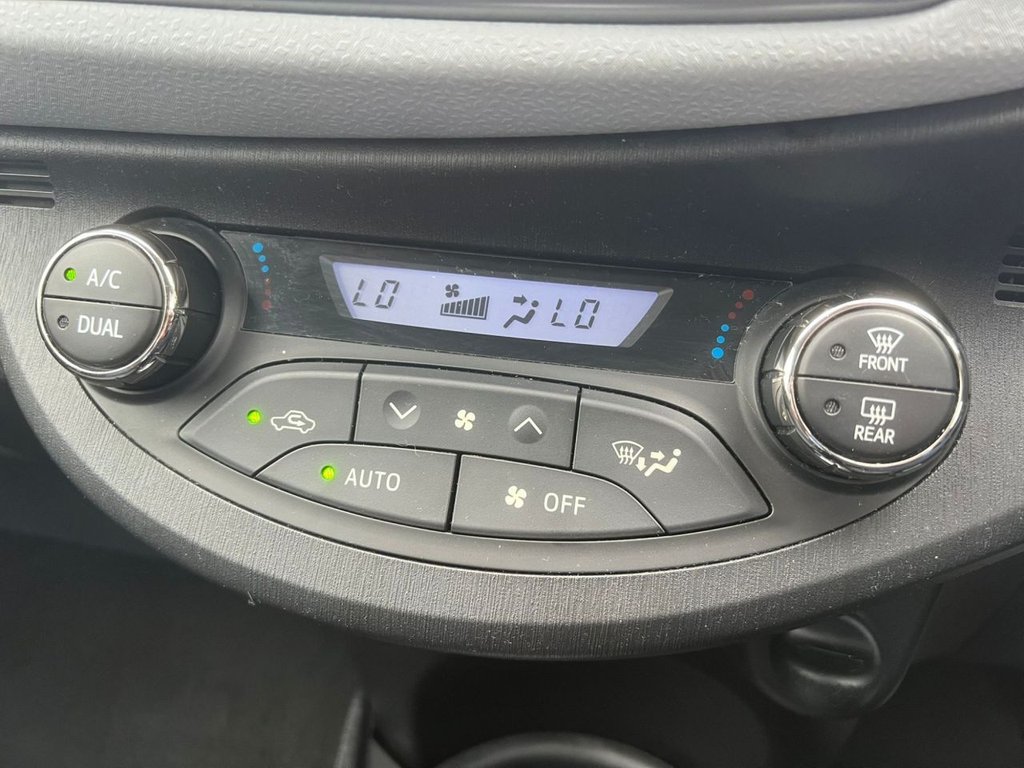 A/C
DUAL
LO LO
FRONT
REAR
AUTO
OFF